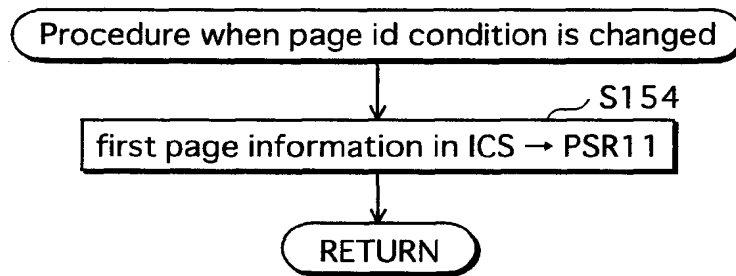 Procedure when page id condition is changed
S154
first page information in ICS → PSR11
RETURN